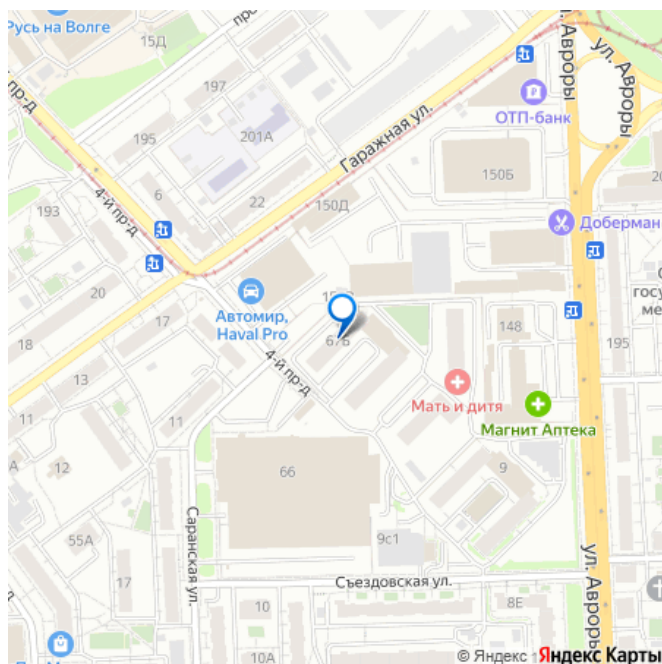 Русь на Волге
15Д
197
195
201А
Гаражная ул.
ул. Авроры
ул. Авроры
ОТП-банк
150Б
4-й пр-д
193
6
22
150Д
Доберман
20
18
17
Автомир,
Haval Pro
67Б
4-й пр-д
148
195
Мать и дитя
Магнит Аптека
11
11
12
66
9
9с1
55А
17
Саранская ул.
Съездовская ул.
10
10А
8Е
ул. Авроры
© Яндекс Яндекс Карты